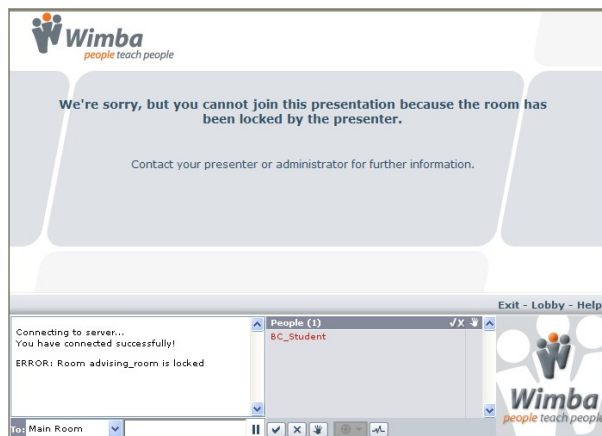 Wimba
people teach people
We're sorry, but you cannot join this presentation because the room has
been locked by the presenter.
Contact your presenter or administrator for further information.
Exit - Lobby - Help
Connecting to server...
You have connected successfully!
ERROR: Room advising_room is locked
People (1)
BC_Student
Wimba
people teach people
To: Main Room